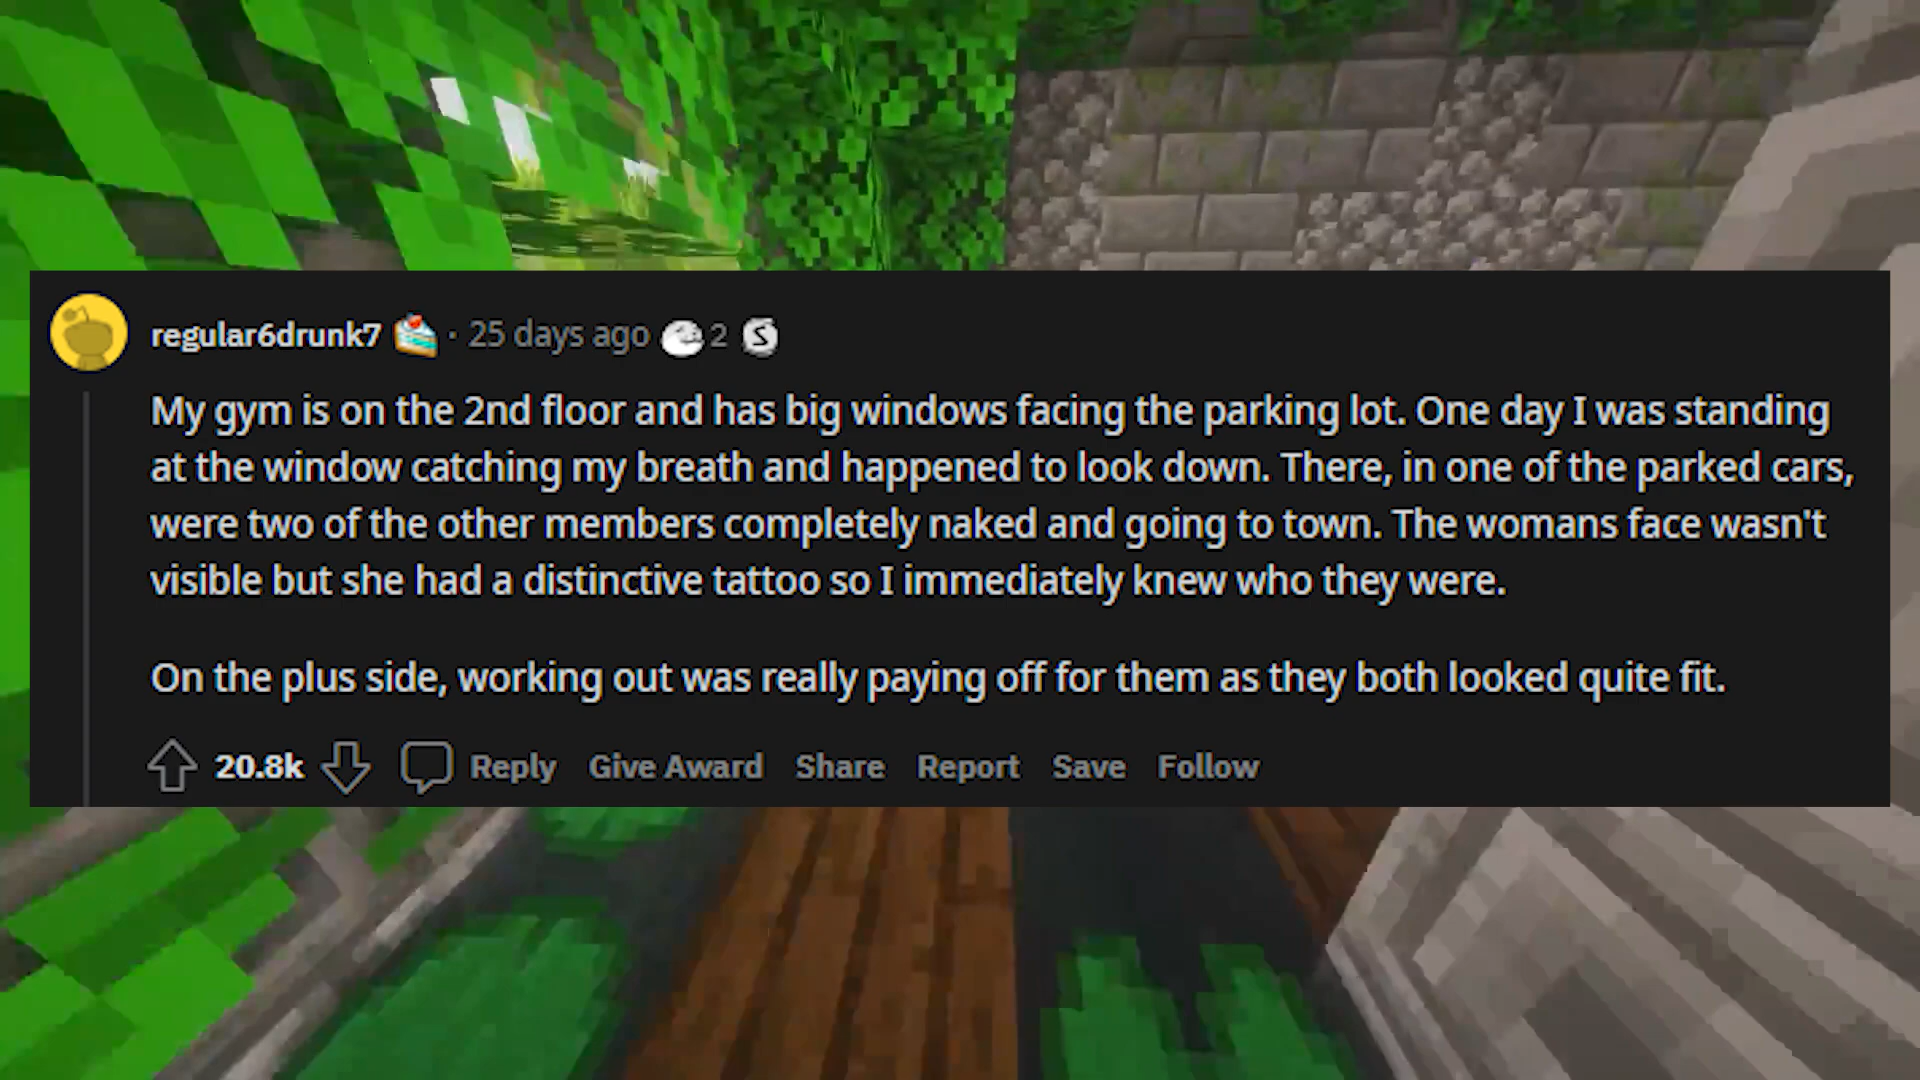 regular6drunk7 · 25 days ago 2 S
My gym is on the 2nd floor and has big windows facing the parking lot. One day I was standing
at the window catching my breath and happened to look down. There, in one of the parked cars,
were two of the other members completely naked and going to town. The womans face wasn't
visible but she had a distinctive tattoo so I immediately knew who they were.
On the plus side, working out was really paying off for them as they both looked quite fit.
20.8k Reply Give Award Share Report Save Follow